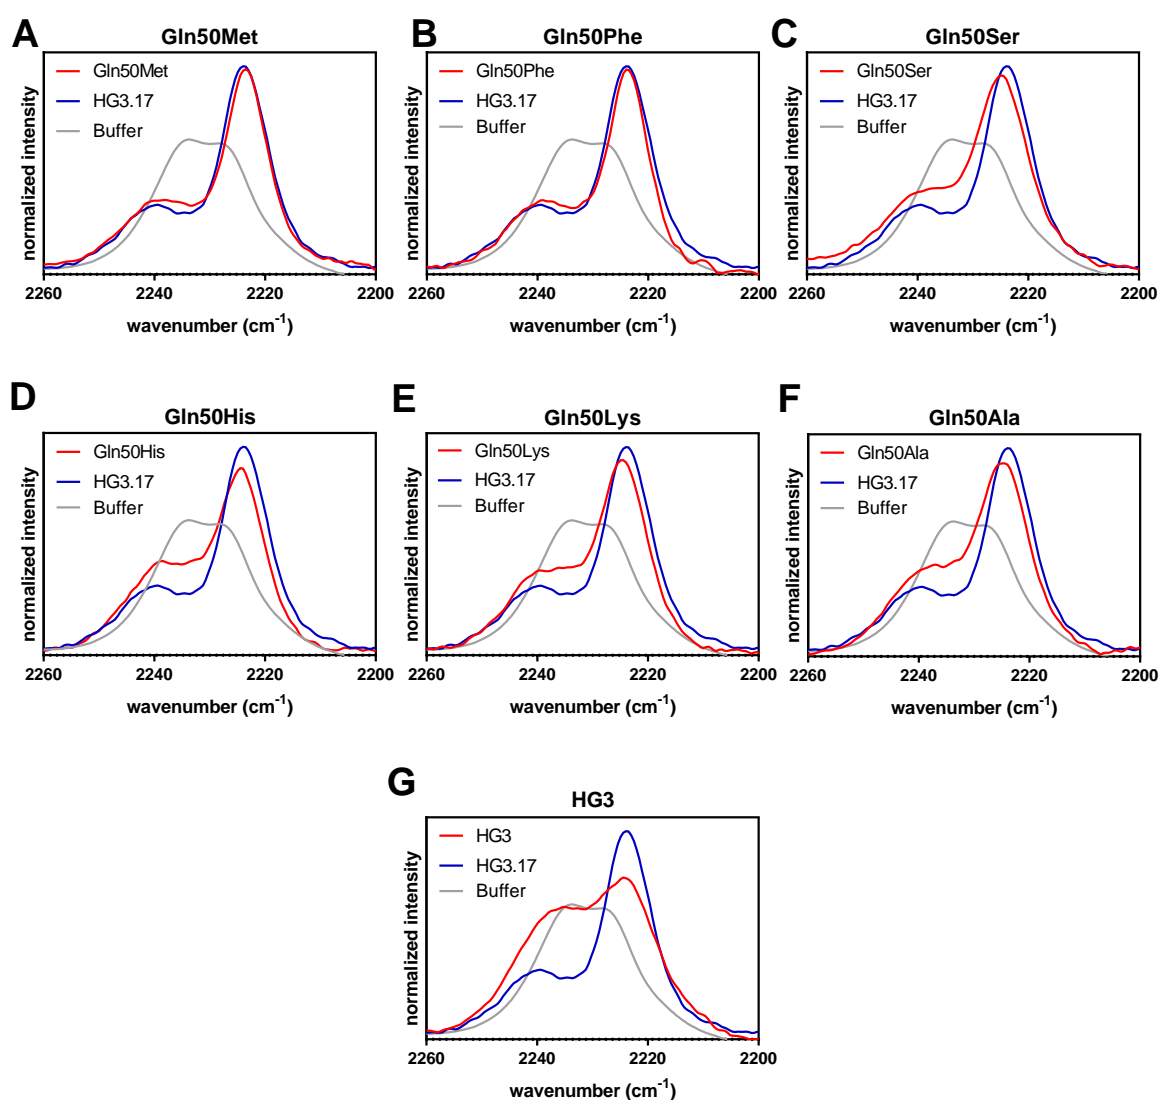 A
Gln50Met
Gln50Met
HG3.17
Buffer
normalized intensity
2260 2240 2220 2200
wavenumber (cm-1)
B
Gln50Phe
Gln50Phe
HG3.17
Buffer
normalized intensity
2260 2240 2220 2200
wavenumber (cm-1)
C
Gln50Ser
Gln50Ser
HG3.17
Buffer
normalized intensity
2260 2240 2220 2200
wavenumber (cm-1)
D
Gln50His
Gln50His
HG3.17
Buffer
normalized intensity
2260 2240 2220 2200
wavenumber (cm-1)
E
Gln50Lys
Gln50Lys
HG3.17
Buffer
normalized intensity
2260 2240 2220 2200
wavenumber (cm-1)
F
Gln50Ala
Gln50Ala
HG3.17
Buffer
normalized intensity
2260 2240 2220 2200
wavenumber (cm-1)
G
HG3
HG3
HG3.17
Buffer
normalized intensity
2260 2240 2220 2200
wavenumber (cm-1)